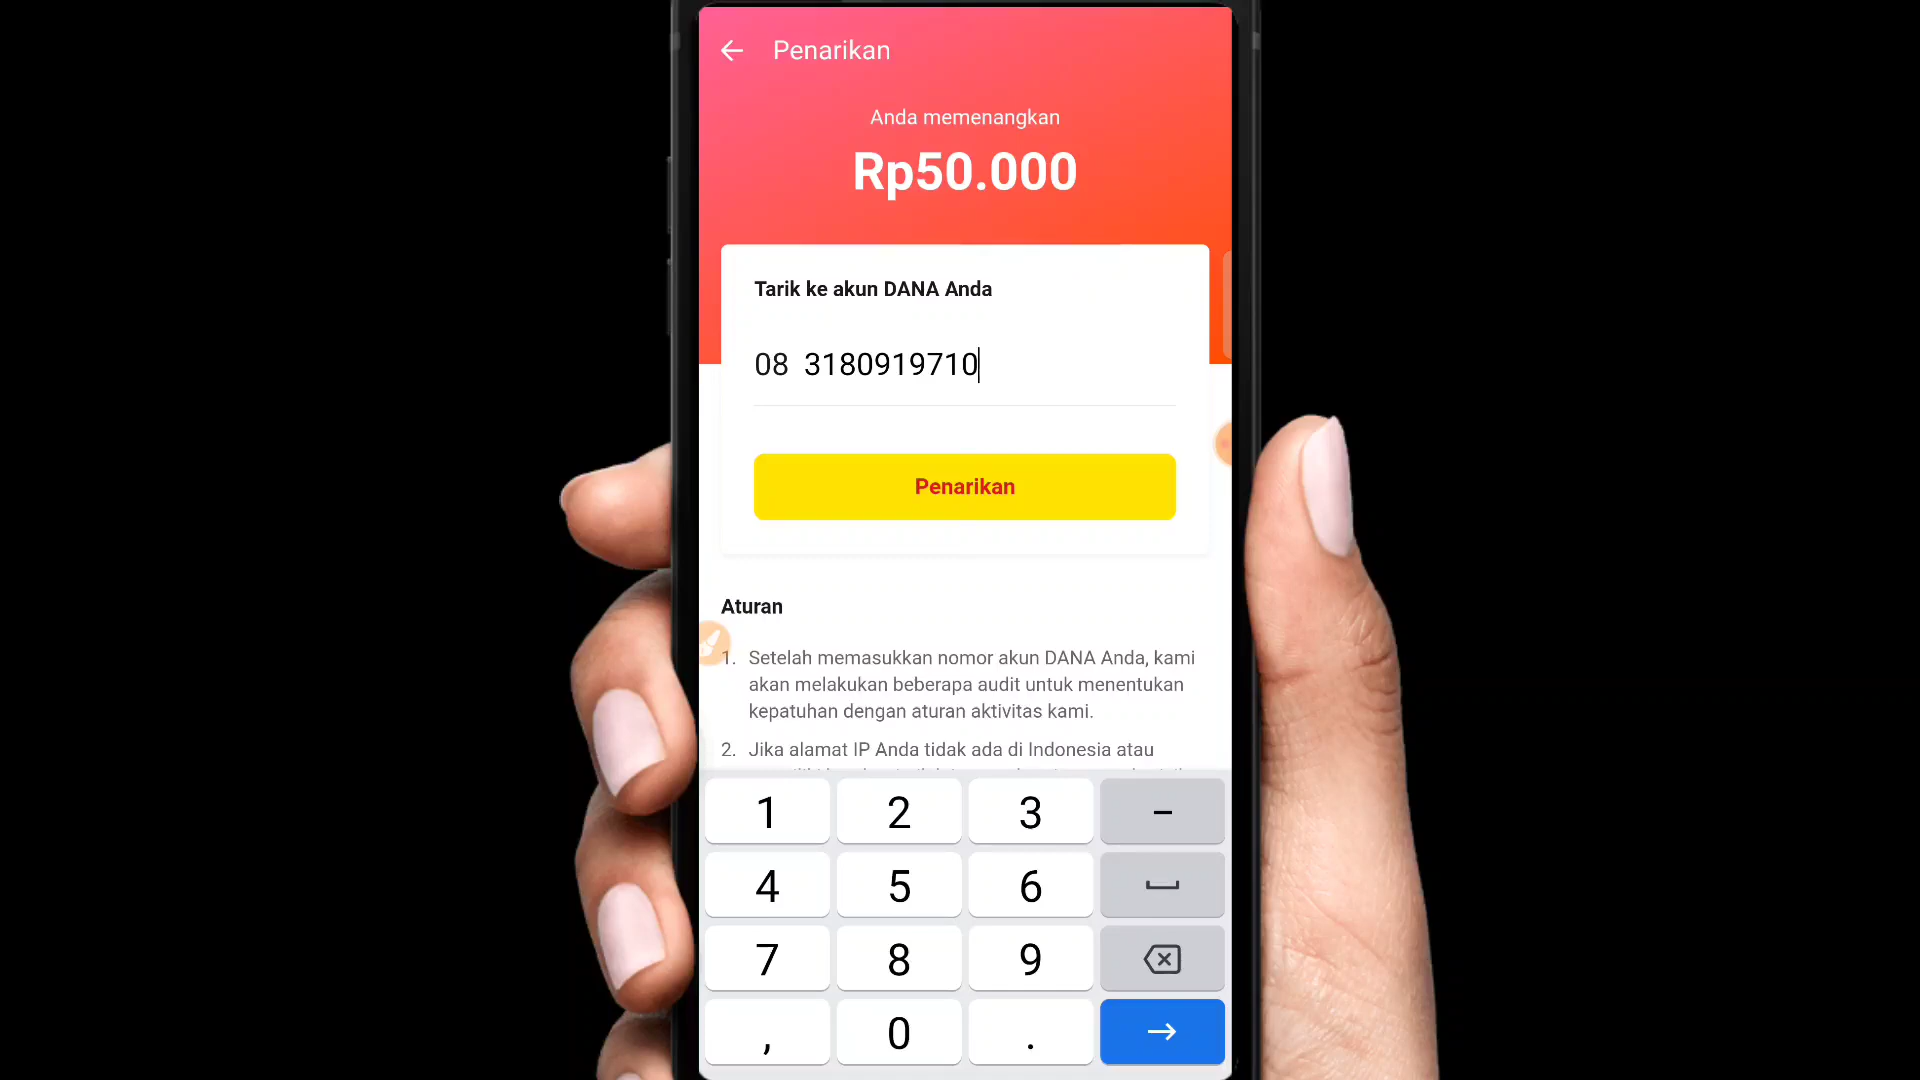 Penarikan
Anda memenangkan
Rp50.000
Tarik ke akun DANA Anda
08 3180919710
Penarikan
Aturan
1. Setelah memasukkan nomor akun DANA Anda, kami
akan melakukan beberapa audit untuk menentukan
kepatuhan dengan aturan aktivitas kami.
2. Jika alamat IP Anda tidak ada di Indonesia atau
1 2 3 –
4 5 6
7 8 9
, 0 .